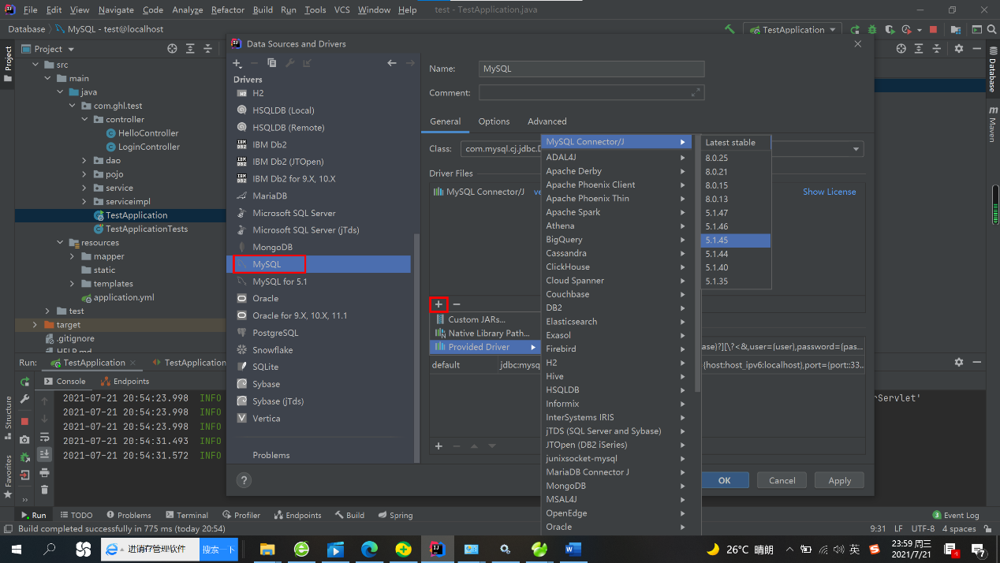 File Edit View Navigate Code Analyze Refactor Build Run Tools VCS Window Help test - TestApplication.java
Database MySQL - test@localhost
TestApplication
Project
Project
src
main
java
com.ghl.test
controller
HelloController
LoginController
dao
pojo
service
serviceimpl
TestApplication
TestApplicationTests
resources
mapper
static
templates
application.yml
test
target
.gitignore
HELP.md
Data Sources and Drivers
Drivers
H2
HSQLDB (Local)
HSQLDB (Remote)
IBM Db2
IBM Db2 (JTOpen)
IBM Db2 for 9.X, 10.X
MariaDB
Microsoft SQL Server
Microsoft SQL Server (jTds)
MongoDB
MySQL
MySQL for 5.1
Oracle
Oracle for 9.X, 10.X, 11.1
PostgreSQL
Snowflake
SQLite
Sybase
Sybase (jTds)
Vertica
Problems
Name: MySQL
Comment:
General Options Advanced
Class: com.mysql.cj.jdbc.D
Driver Files
MySQL Connector/J ve
Show License
Custom JARs...
Native Library Path...
Provided Driver
ase)?][\?<&,user={user},password={pas...
default jdbc:mysq
{host:host_ipv6:localhost},port={port::33...
MySQL Connector/J
ADAL4J
Apache Derby
Apache Phoenix Client
Apache Phoenix Thin
Apache Spark
Athena
BigQuery
Cassandra
ClickHouse
Cloud Spanner
Couchbase
DB2
Elasticsearch
Exasol
Firebird
H2
Hive
HSQLDB
Informix
InterSystems IRIS
jTDS (SQL Server and Sybase)
JTOpen (DB2 iSeries)
junixsocket-mysql
MariaDB Connector J
MongoDB
MSAL4J
OpenEdge
Oracle
Latest stable
8.0.25
8.0.21
8.0.15
8.0.13
5.1.47
5.1.46
5.1.45
5.1.44
5.1.40
5.1.35
OK Cancel Apply
Database
Maven
Run: TestApplication TestApplication
Console Endpoints
2021-07-21 20:54:23.998 INFO
2021-07-21 20:54:23.998 INFO
2021-07-21 20:54:23.998 INFO
2021-07-21 20:54:31.493 INFO
2021-07-21 20:54:31.572 INFO
rServlet'
Structure
Favorites
Run TODO Problems Terminal Profiler Endpoints Build Spring 3 Event Log
Build completed successfully in 775 ms (today 20:54) 9:31 LF UTF-8 4 spaces
进销存管理软件 搜索一下
26°C 晴朗 英 23:59 周三
2021/7/21
4
7